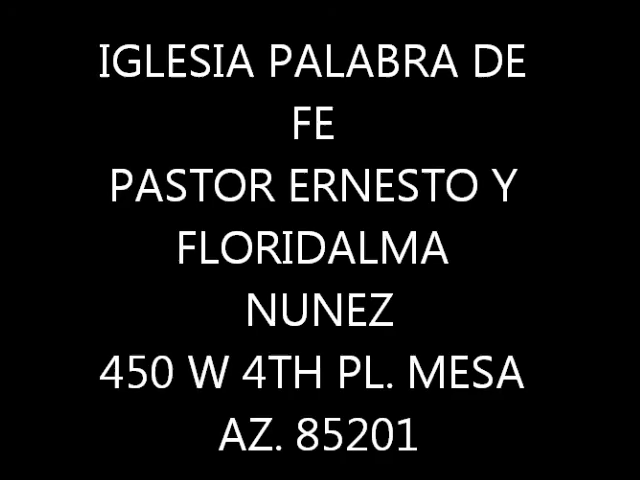 IGLESIA PALABRA DE
FE
PASTOR ERNESTO Y
FLORIDALMA
NUNEZ
450 W 4TH PL. MESA
AZ. 85201